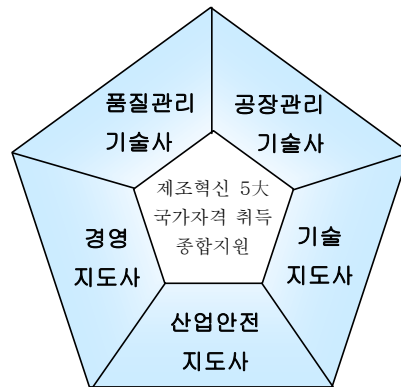 품질관리
기술사
공장관리
기술사
제조혁신 5大
국가자격 취득
종합지원
경영
지도사
기술
지도사
산업안전
지도사